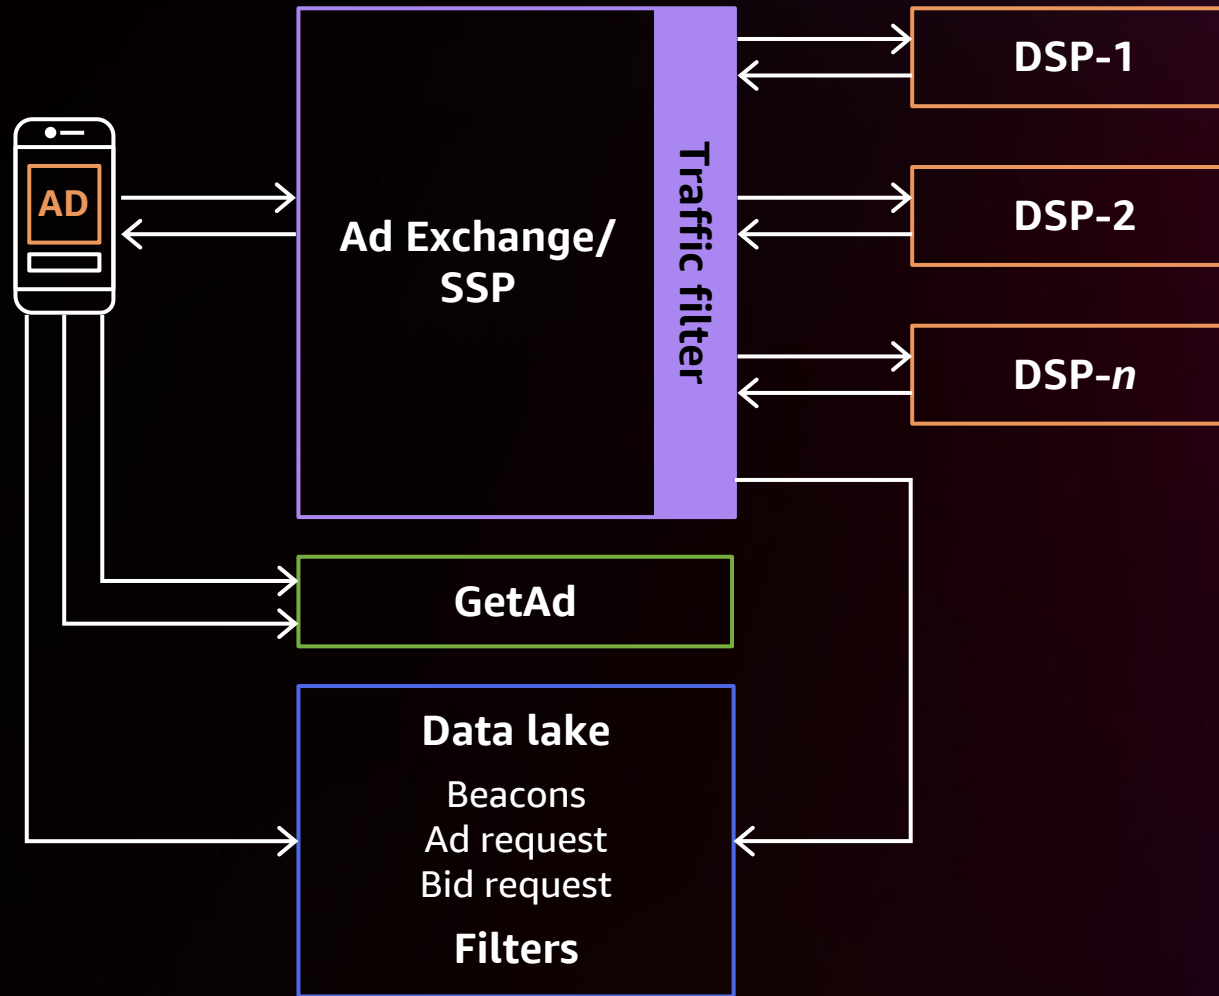 AD
Ad Exchange/
SSP
Traffic filter
DSP-1
DSP-2
DSP-n
GetAd
Data lake
Beacons
Ad request
Bid request
Filters